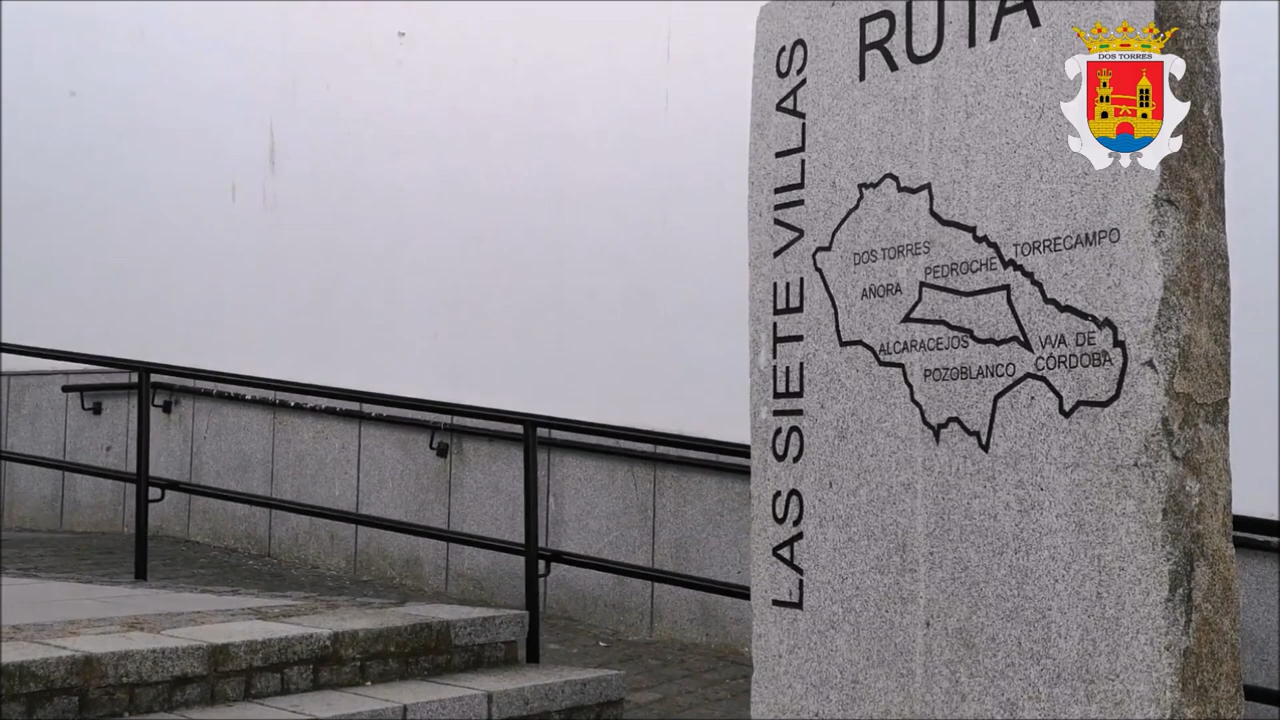 RUTA
LAS SIETE VILLAS
DOS TORRES
DOS TORRES
PEDROCHE
TORRECAMPO
AÑORA
ALCARACEJOS
VVA. DE
CÓRDOBA
POZOBLANCO